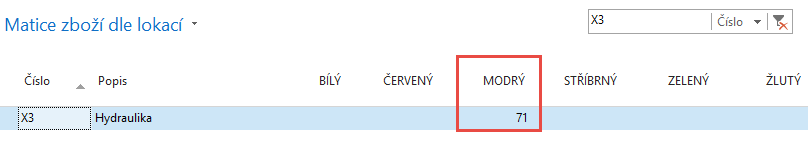 Matice zboží dle lokací
X3 Číslo
Číslo Popis BÍLÝ ČERVENÝ MODRÝ STŘÍBRNÝ ZELENÝ ŽLUTÝ
X3 Hydraulika 71